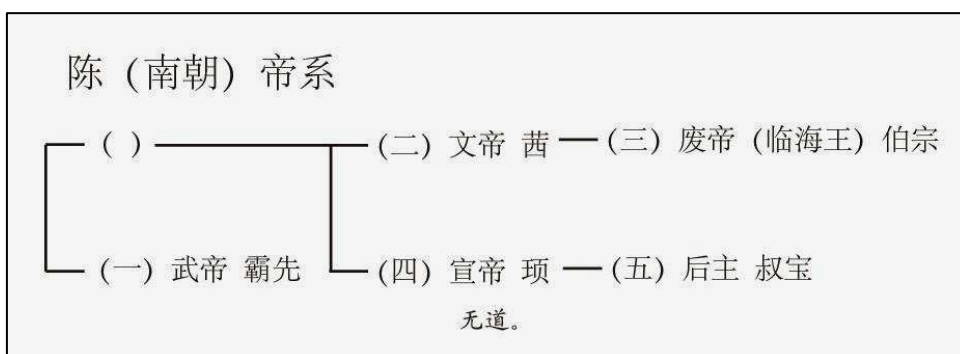 陈（南朝）帝系
（ ）
（二）文帝 茜
（三）废帝（临海王）伯宗
（一）武帝 霸先
（四）宣帝 顼
（五）后主 叔宝
无道。